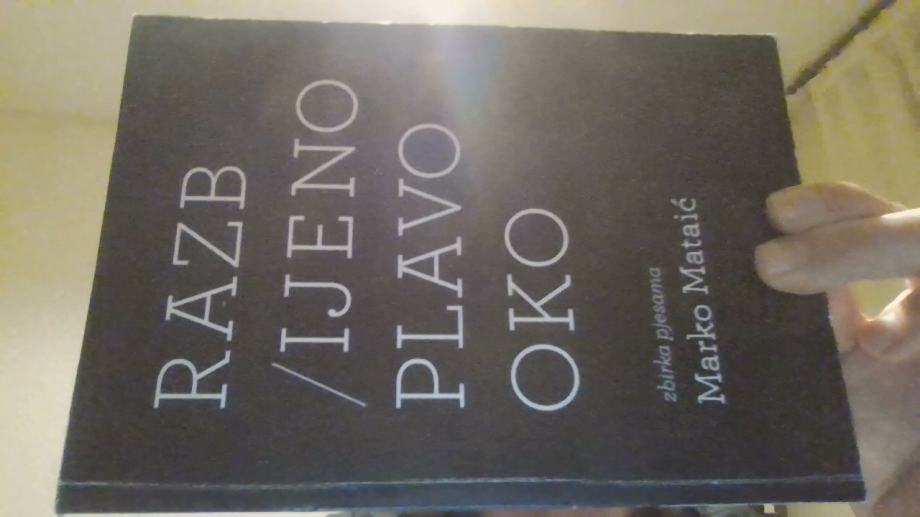 RAZB
/IJENO
PLAVO
OKO
zbirka pjesama
Marko Mataić